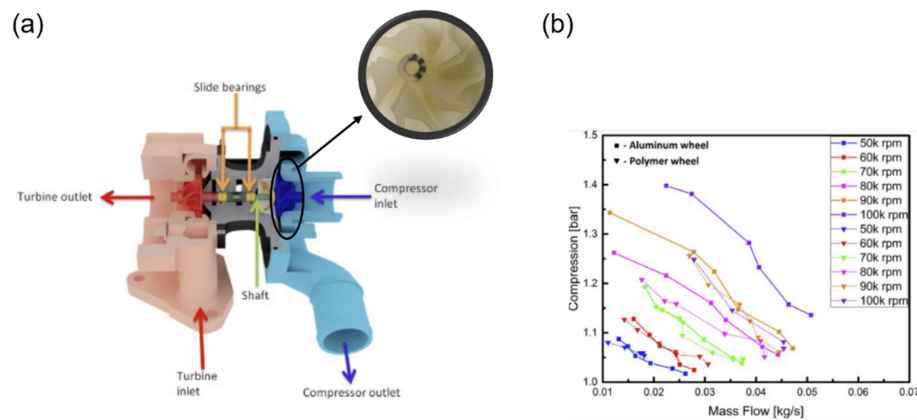 (a)
(b)
Slide bearings
Turbine outlet
Compressor
inlet
Shaft
Turbine
inlet
Compressor outlet
■ - Aluminum wheel
▼ - Polymer wheel
50k rpm
60k rpm
70k rpm
80k rpm
90k rpm
100k rpm
50k rpm
60k rpm
70k rpm
80k rpm
90k rpm
100k rpm
Compression [bar]
1.5
1.4
1.3
1.2
1.1
1.0
0.01 0.02 0.03 0.04 0.05 0.06 0.07
Mass Flow [kg/s]